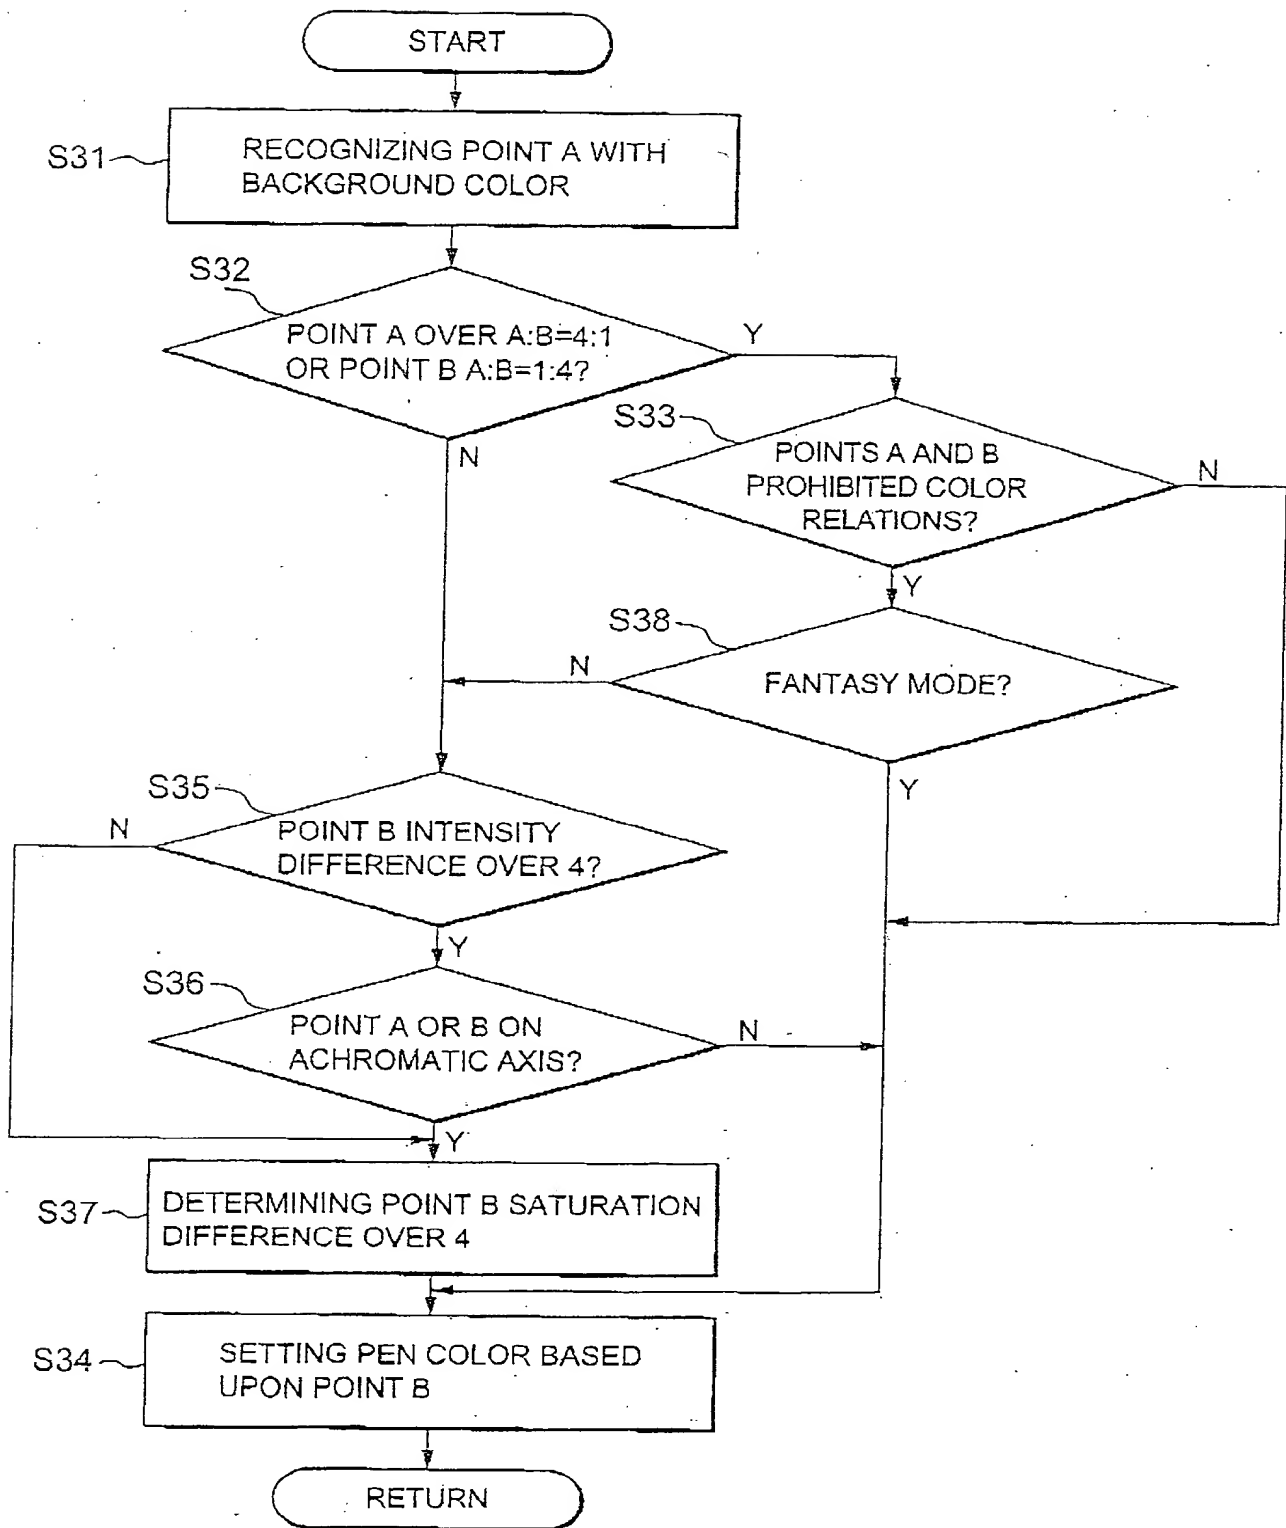 START
S31
RECOGNIZING POINT A WITH
BACKGROUND COLOR
S32
POINT A OVER A:B=4:1
OR POINT B A:B=1:4?
Y
N
S33
POINTS A AND B
PROHIBITED COLOR
RELATIONS?
N
Y
S38
FANTASY MODE?
N
Y
S35
POINT B INTENSITY
DIFFERENCE OVER 4?
N
Y
S36
POINT A OR B ON
ACHROMATIC AXIS?
N
Y
S37
DETERMINING POINT B SATURATION
DIFFERENCE OVER 4
S34
SETTING PEN COLOR BASED
UPON POINT B
RETURN